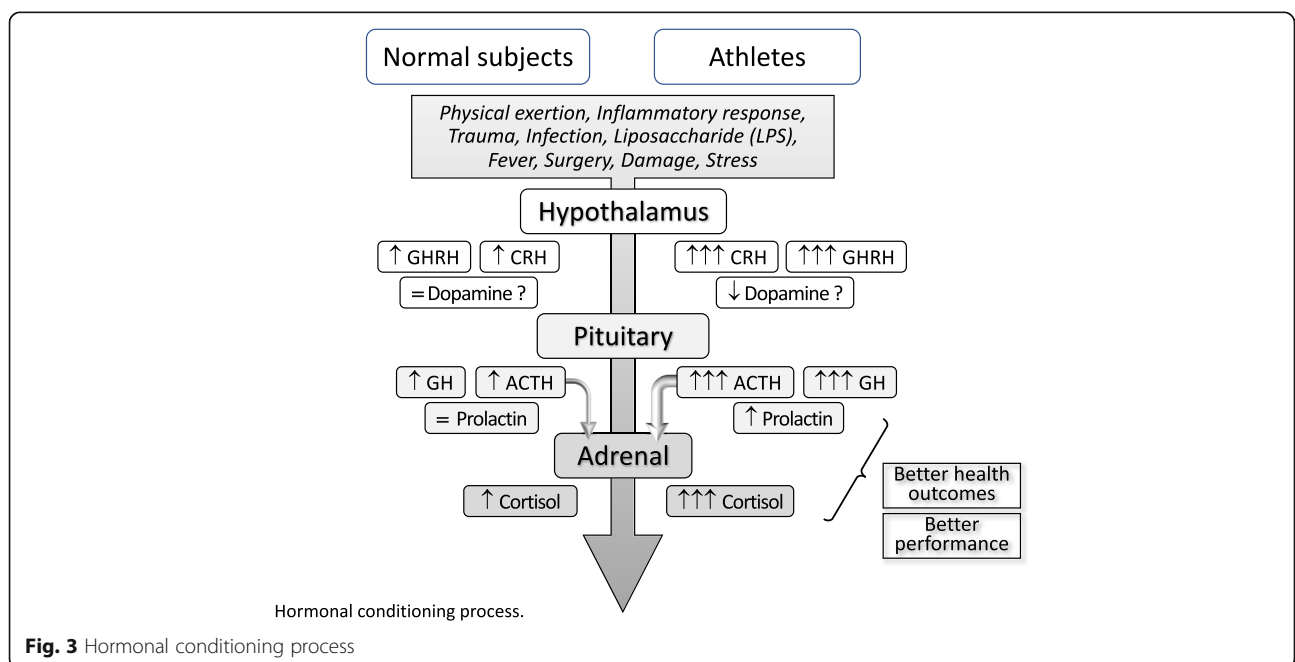 Normal subjects
Athletes
Physical exertion, Inflammatory response,
Trauma, Infection, Liposaccharide (LPS),
Fever, Surgery, Damage, Stress
Hypothalamus
↑ GHRH
↑ CRH
↑↑↑ CRH
↑↑↑ GHRH
= Dopamine ?
↓ Dopamine ?
Pituitary
↑ GH
↑ ACTH
↑↑↑ ACTH
↑↑↑ GH
= Prolactin
↑ Prolactin
Adrenal
↑ Cortisol
↑↑↑ Cortisol
Better health
outcomes
Better
performance
Hormonal conditioning process.
Fig. 3 Hormonal conditioning process